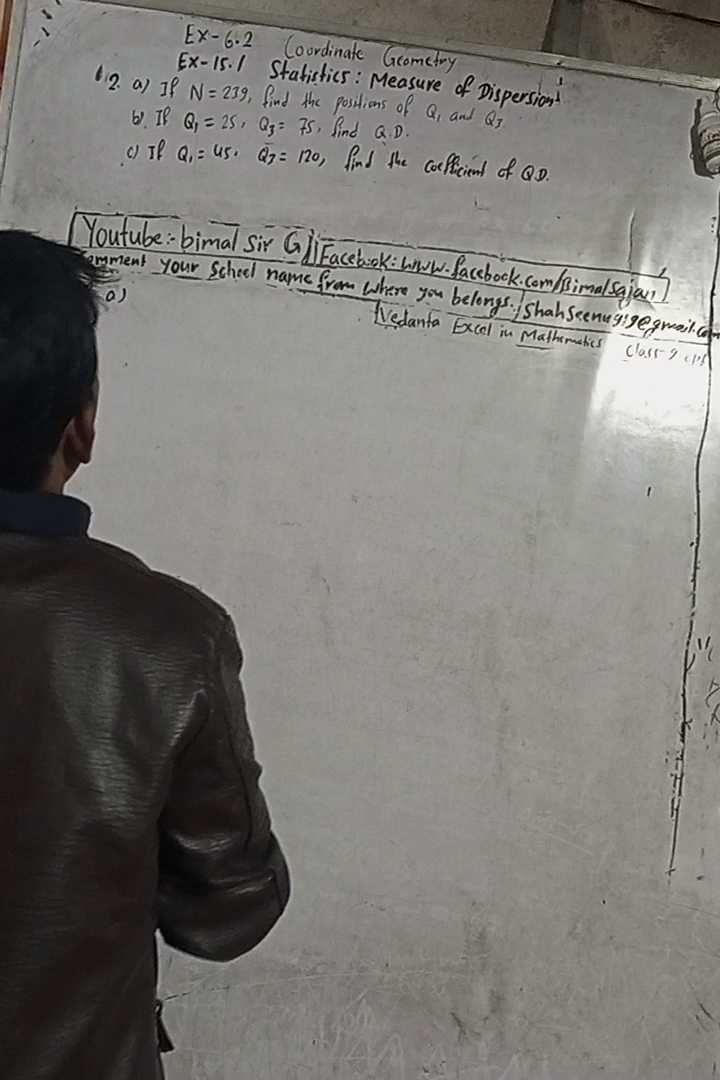 Ex-6.2 Coordinate Geometry
Ex-15.1 Statistics: Measure of Dispersion
2. a) If N = 239, find the positions of Q₁ and Q₃
b) If Q₁ = 25, Q₃ = 75, find Q.D.
c) If Q₁ = 45, Q₃ = 120, find the coefficient of Q.D.
Youtube:- bimal Sir G || Facebook: www.facebook.com/Bimalsajan
comment your School name from where you belongs.
Vedanta Excel in Mathematics Class-9
a)